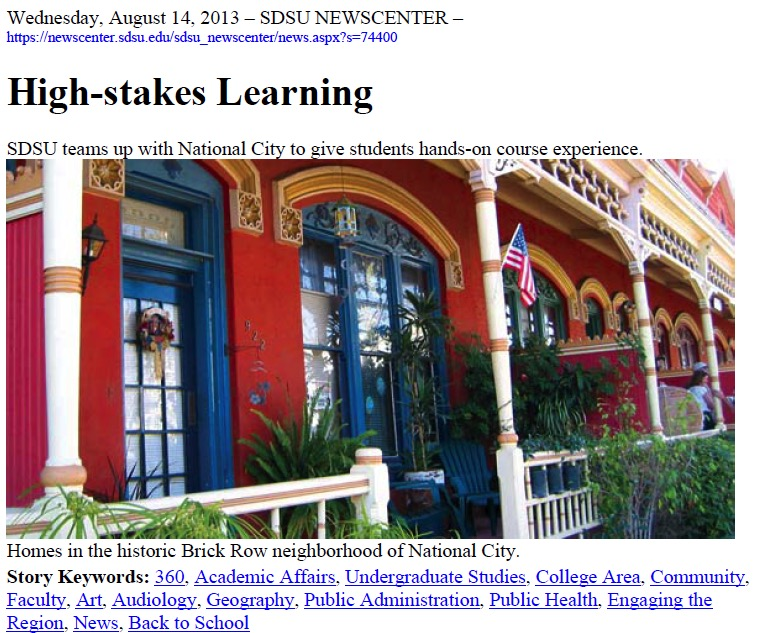 Wednesday, August 14, 2013 – SDSU NEWSCENTER –
https://newscenter.sdsu.edu/sdsu_newscenter/news.aspx?s=74400
High-stakes Learning
SDSU teams up with National City to give students hands-on course experience.
922
Homes in the historic Brick Row neighborhood of National City.
Story Keywords: 360, Academic Affairs, Undergraduate Studies, College Area, Community,
Faculty, Art, Audiology, Geography, Public Administration, Public Health, Engaging the
Region, News, Back to School